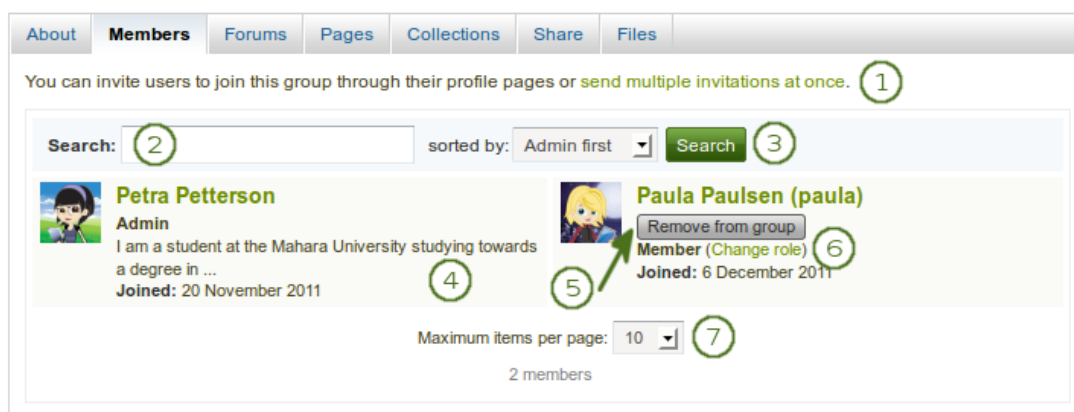 About Members Forums Pages Collections Share Files
You can invite users to join this group through their profile pages or send multiple invitations at once. 1
Search: 2 sorted by: Admin first Search 3
Petra Petterson
Admin
I am a student at the Mahara University studying towards
a degree in ...
Joined: 20 November 2011
4
Paula Paulsen (paula)
Remove from group
Member (Change role) 6
Joined: 6 December 2011
5
Maximum items per page: 10 7
2 members